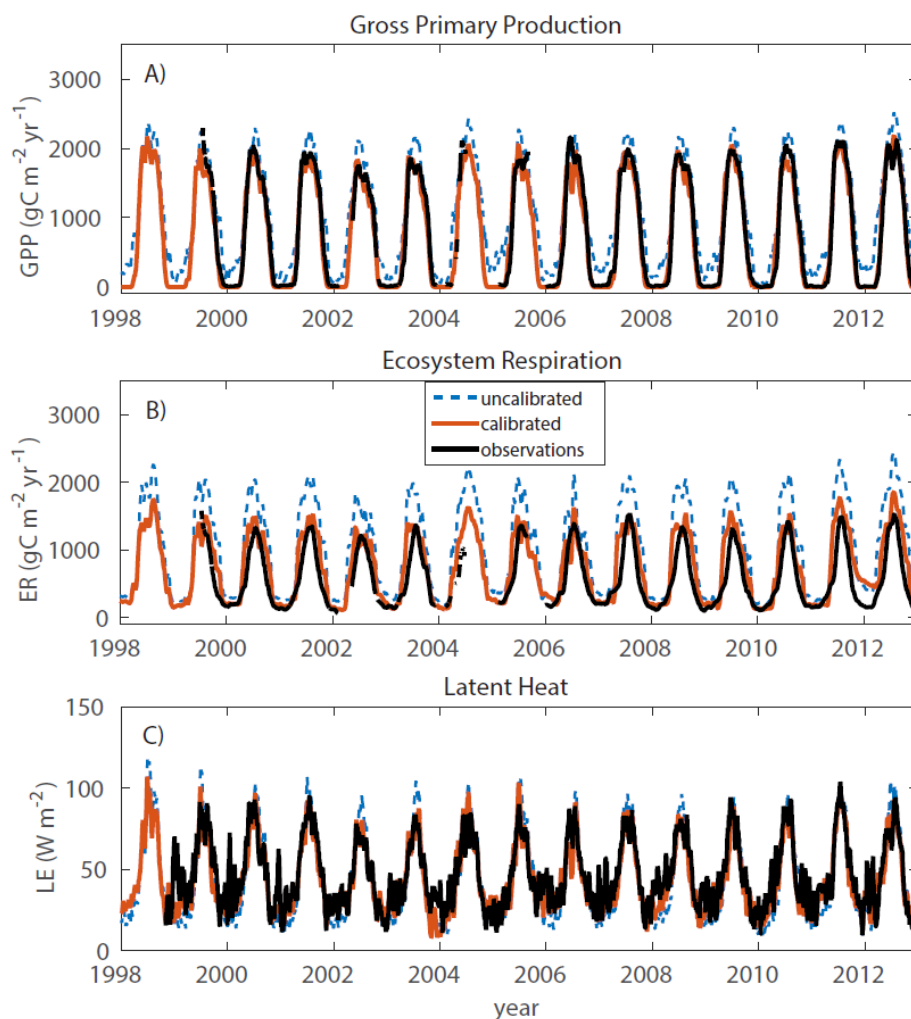 Gross Primary Production
A)
GPP (gC m⁻² yr⁻¹)
3000
2000
1000
0
1998 2000 2002 2004 2006 2008 2010 2012
Ecosystem Respiration
B)
ER (gC m⁻² yr⁻¹)
3000
2000
1000
0
uncalibrated
calibrated
observations
1998 2000 2002 2004 2006 2008 2010 2012
Latent Heat
C)
LE (W m⁻²)
150
100
50
0
1998 2000 2002 2004 2006 2008 2010 2012
year